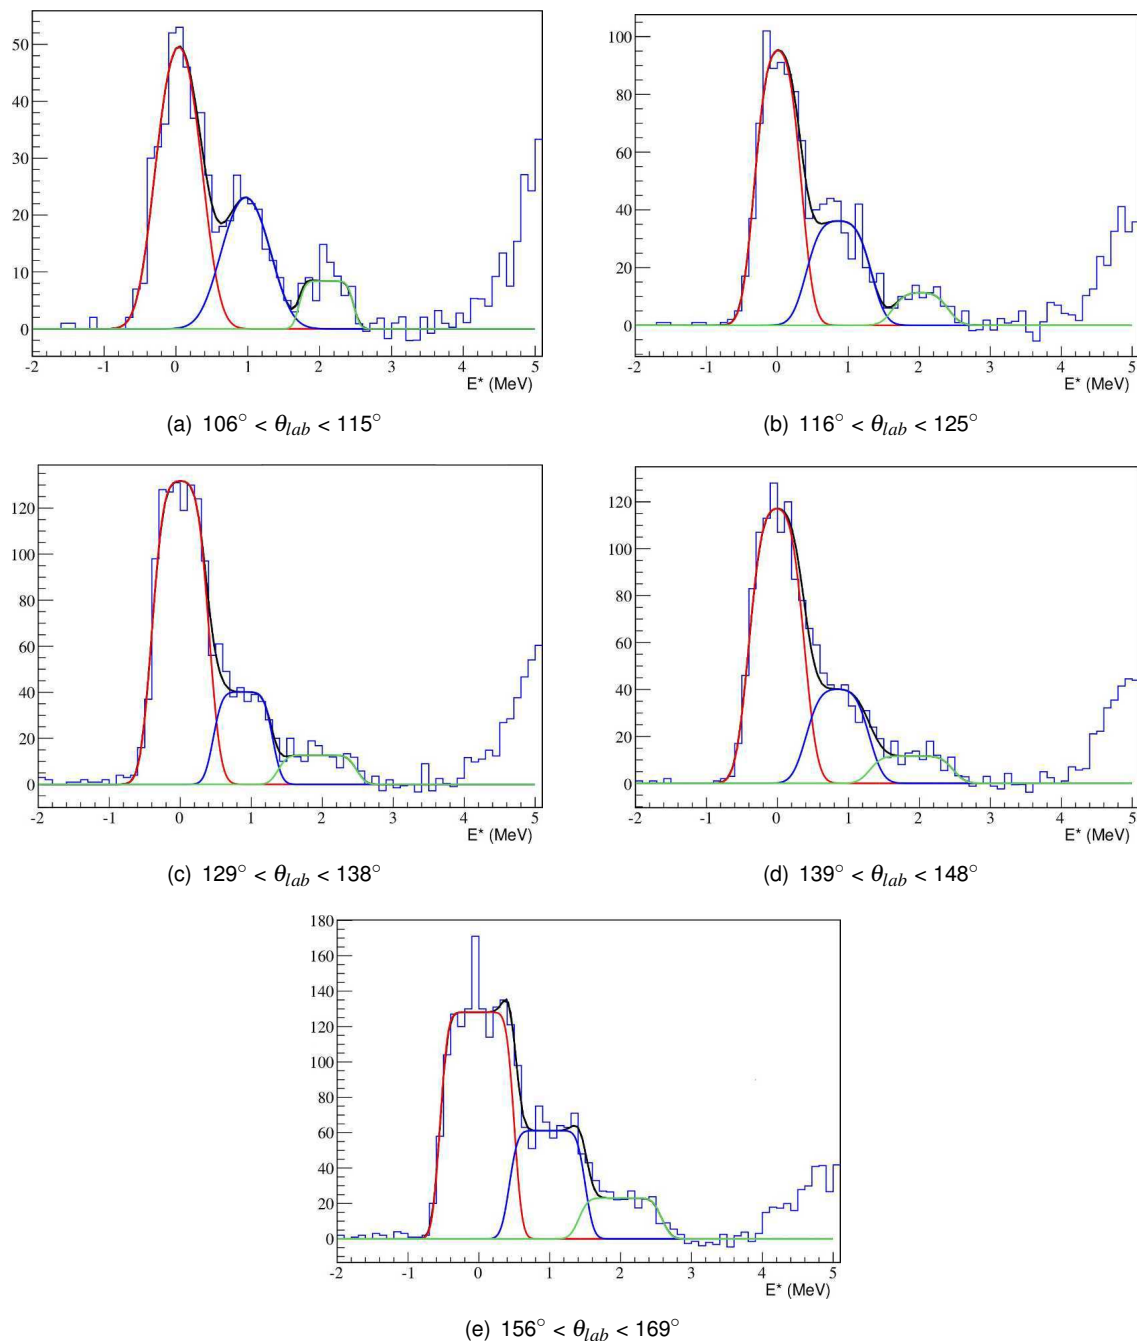 50
40
30
20
10
0
-2 -1 0 1 2 3 4 5
E* (MeV)
(a) 106° < θlab < 115°
100
80
60
40
20
0
-2 -1 0 1 2 3 4 5
E* (MeV)
(b) 116° < θlab < 125°
120
100
80
60
40
20
0
-2 -1 0 1 2 3 4 5
E* (MeV)
(c) 129° < θlab < 138°
120
100
80
60
40
20
0
-2 -1 0 1 2 3 4 5
E* (MeV)
(d) 139° < θlab < 148°
180
160
140
120
100
80
60
40
20
0
-2 -1 0 1 2 3 4 5
E* (MeV)
(e) 156° < θlab < 169°